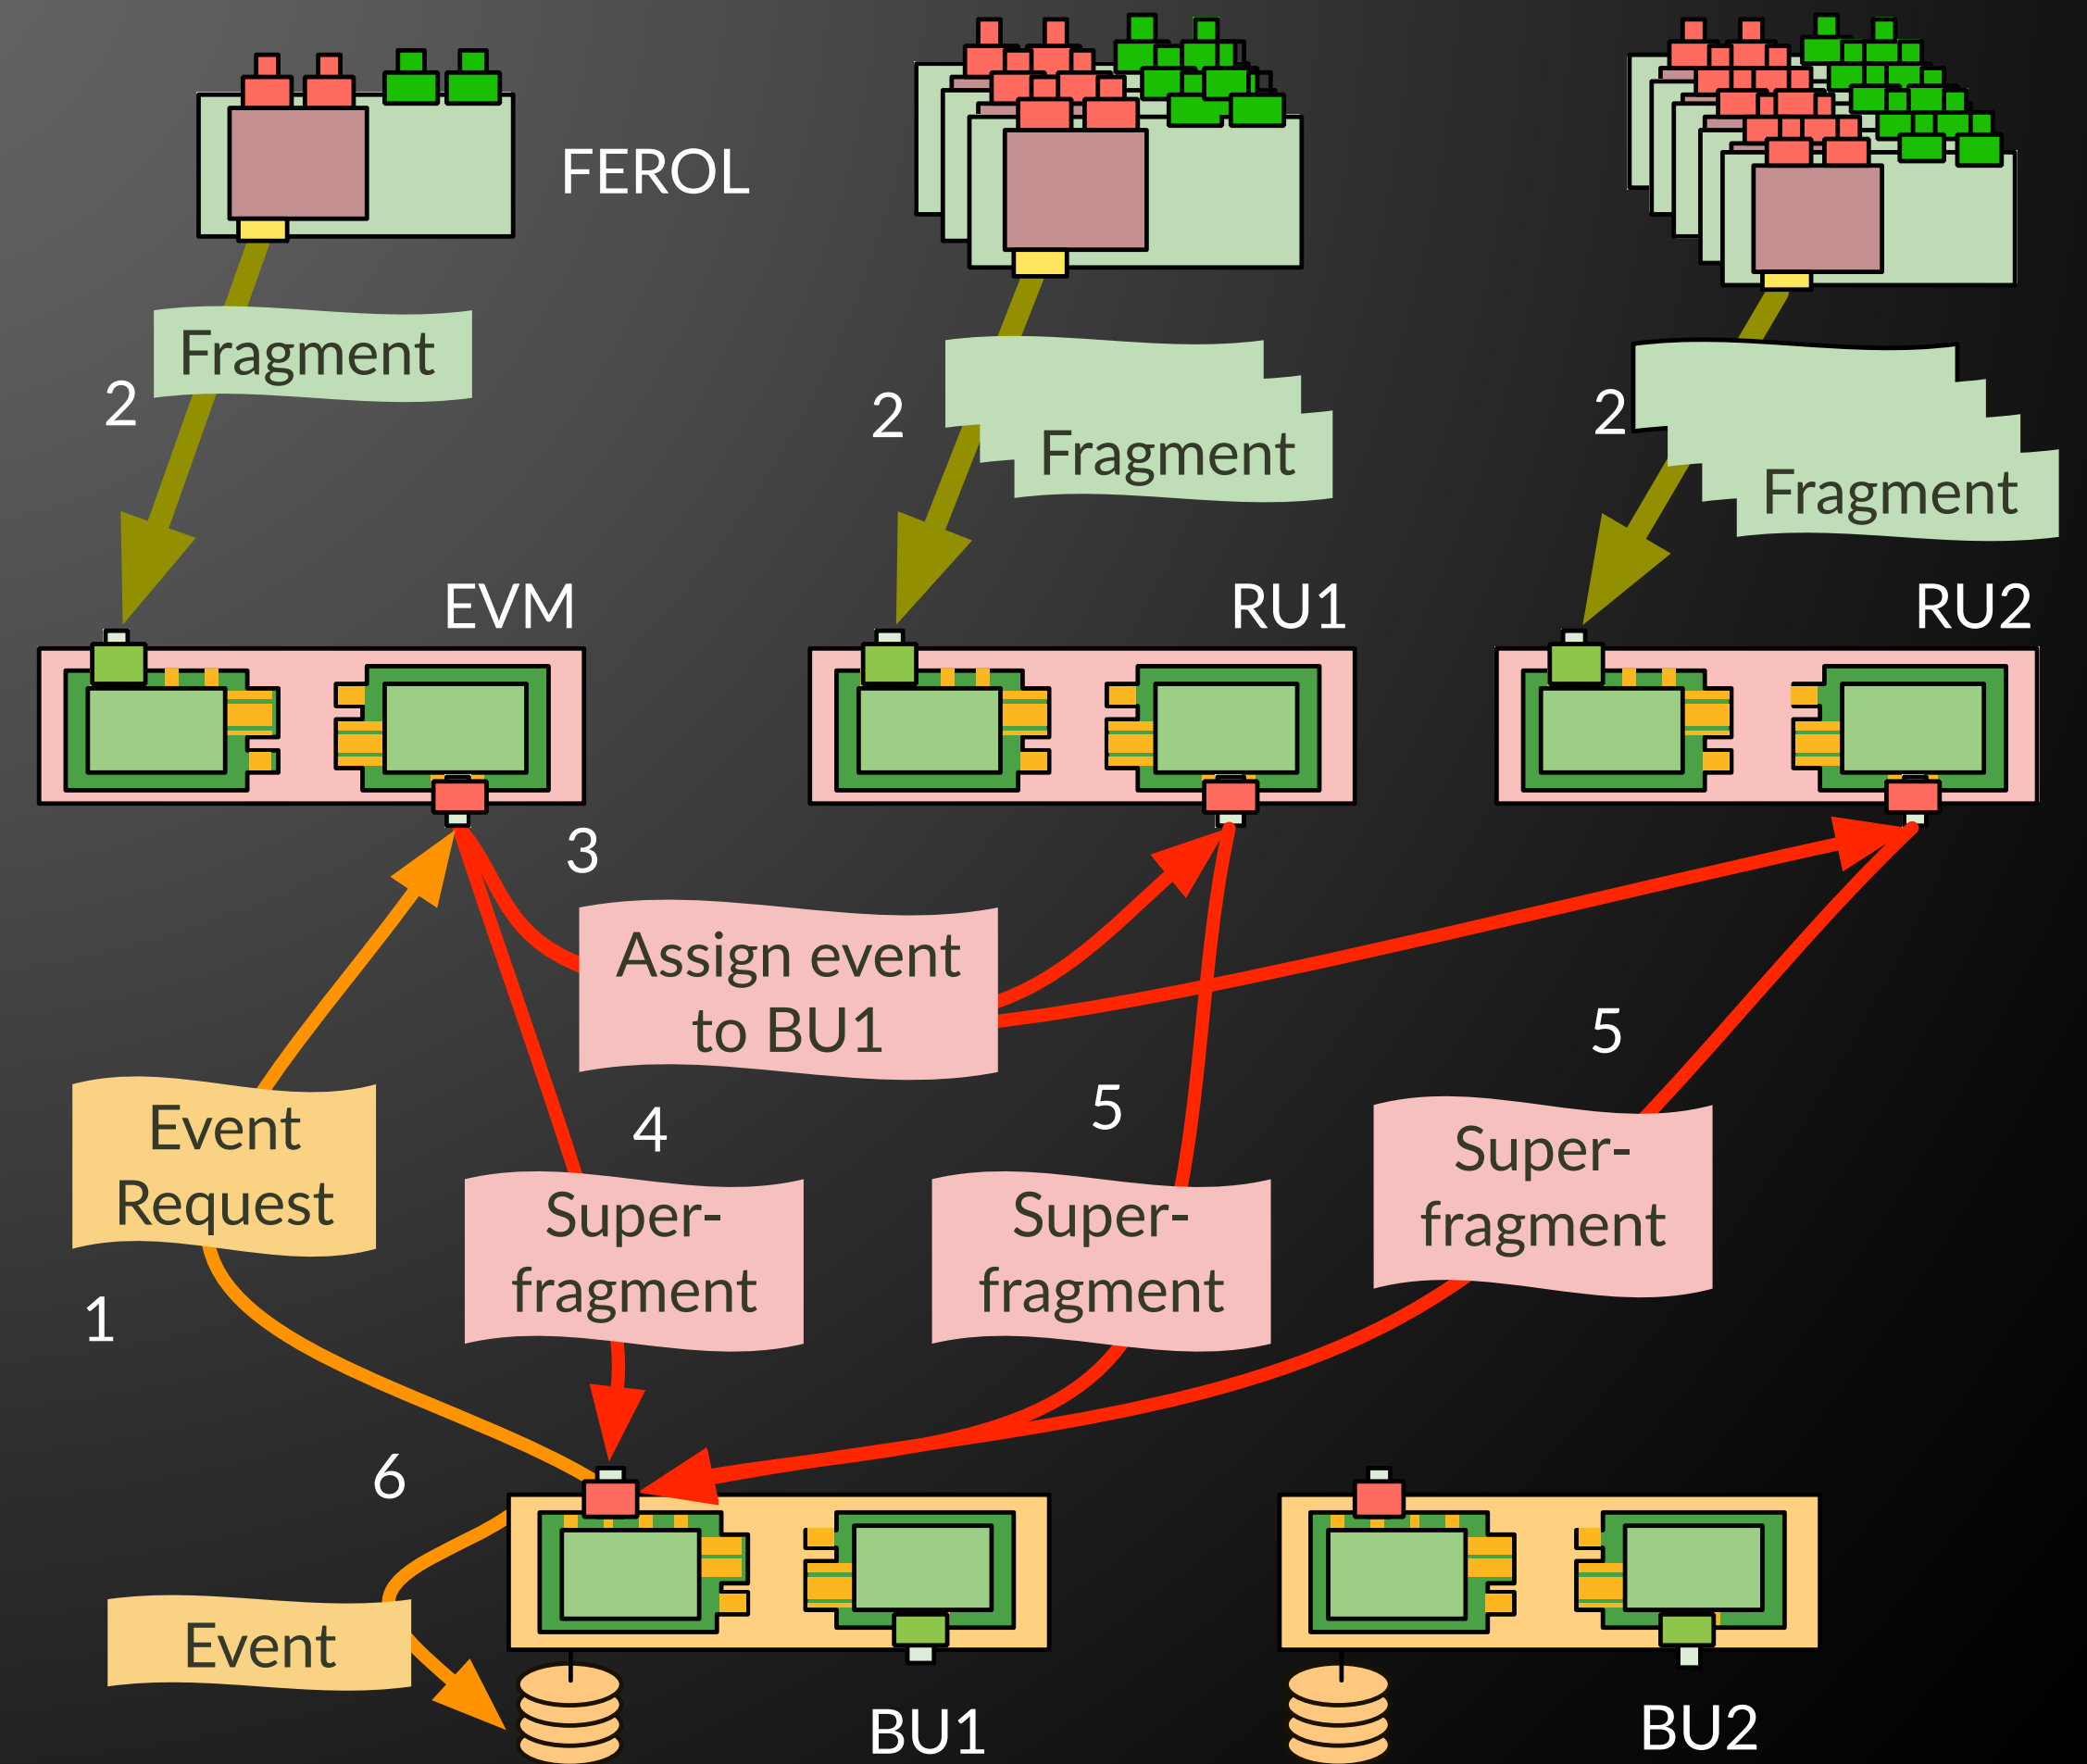 FEROL
Fragment
2
2
Fragment
2
Fragment
EVM
RU1
RU2
3
Assign event
to BU1
5
Event
Request
4
5
Super-
fragment
Super-
fragment
Super-
fragment
1
6
Event
BU1
BU2